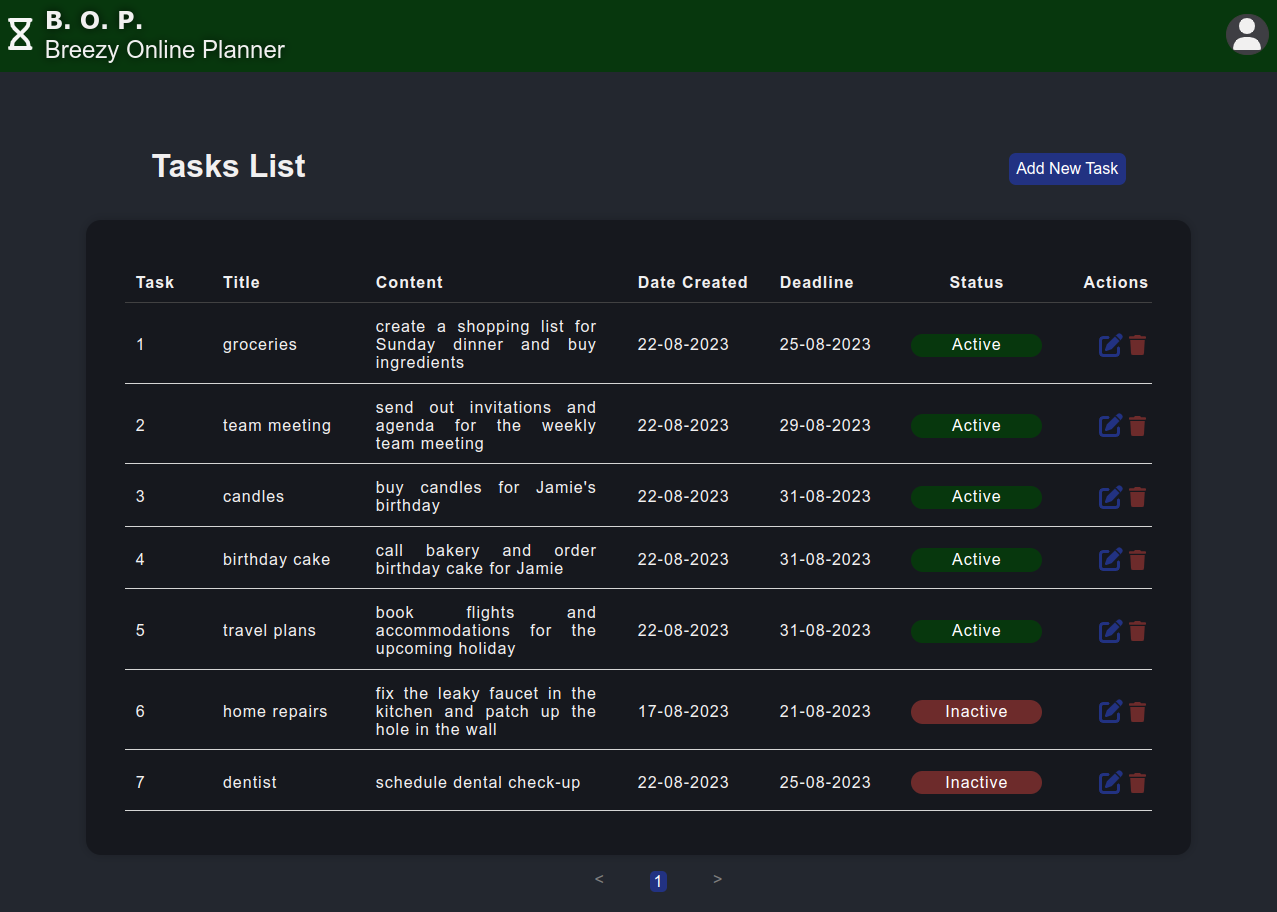 B. O. P.
Breezy Online Planner
Tasks List
Add New Task
Task Title Content Date Created Deadline Status Actions
1 groceries create a shopping list for
Sunday dinner and buy
ingredients 22-08-2023 25-08-2023 Active
2 team meeting send out invitations and
agenda for the weekly
team meeting 22-08-2023 29-08-2023 Active
3 candles buy candles for Jamie's
birthday 22-08-2023 31-08-2023 Active
4 birthday cake call bakery and order
birthday cake for Jamie 22-08-2023 31-08-2023 Active
5 travel plans book flights and
accommodations for the
upcoming holiday 22-08-2023 31-08-2023 Active
6 home repairs fix the leaky faucet in the
kitchen and patch up the
hole in the wall 17-08-2023 21-08-2023 Inactive
7 dentist schedule dental check-up 22-08-2023 25-08-2023 Inactive
< 1 >